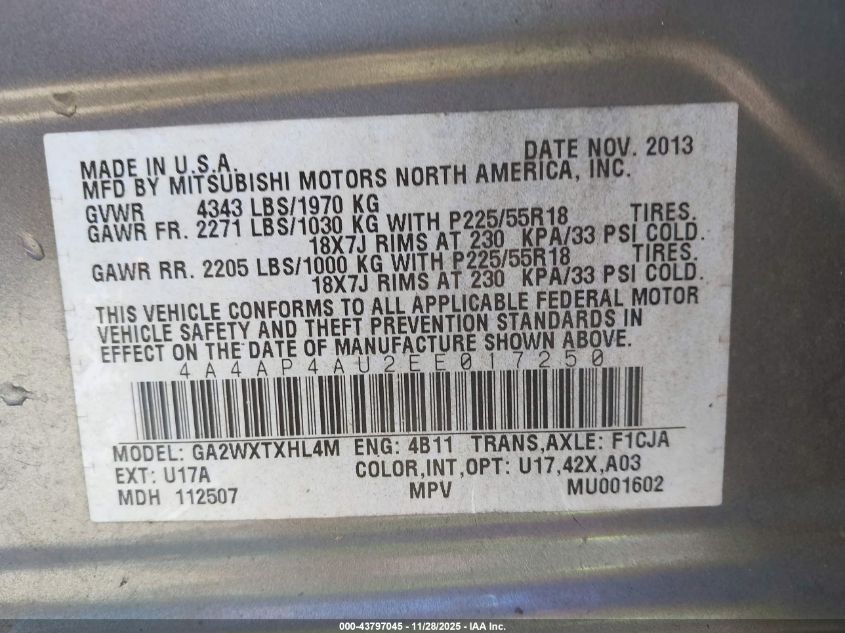 DATE NOV. 2013
MADE IN U.S.A.
MFD BY MITSUBISHI MOTORS NORTH AMERICA, INC.
GVWR 4343 LBS/1970 KG
GAWR FR. 2271 LBS/1030 KG WITH P225/55R18 TIRES.
18X7J RIMS AT 230 KPA/33 PSI COLD.
GAWR RR. 2205 LBS/1000 KG WITH P225/55R18 TIRES.
18X7J RIMS AT 230 KPA/33 PSI COLD.
THIS VEHICLE CONFORMS TO ALL APPLICABLE FEDERAL MOTOR
VEHICLE SAFETY AND THEFT PREVENTION STANDARDS IN
EFFECT ON THE DATE OF MANUFACTURE SHOWN ABOVE.
4A4AP4AU2EE017250
MODEL: GA2WXTXHL4M ENG: 4B11 TRANS,AXLE: F1CJA
EXT: U17A COLOR,INT,OPT: U17,42X,A03
MDH 112507 MPV MU001602
000-43797045 - 11/28/2025 - IAA Inc.